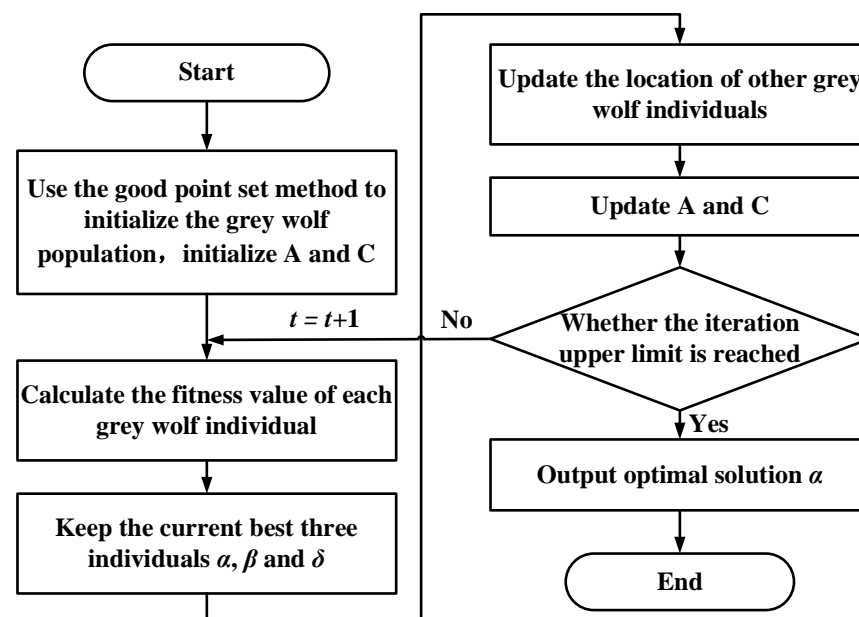 Start
Use the good point set method to
initialize the grey wolf
population，initialize A and C
t = t+1
Calculate the fitness value of each
grey wolf individual
Keep the current best three
individuals α, β and δ
Update the location of other grey
wolf individuals
Update A and C
Whether the iteration
upper limit is reached
No
Yes
Output optimal solution α
End